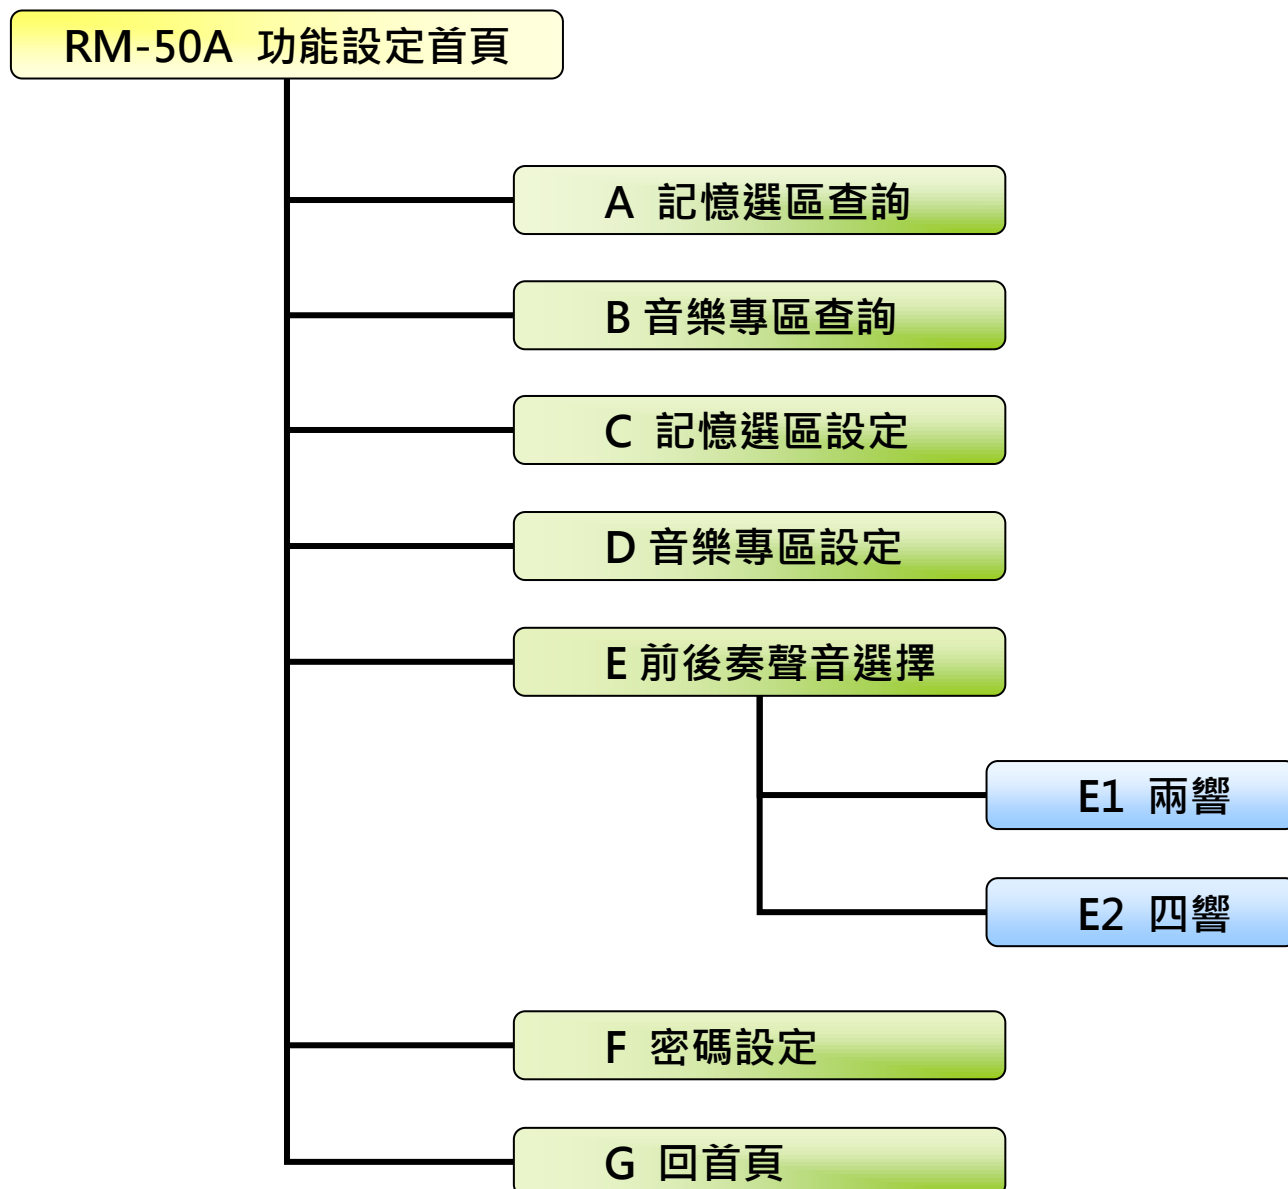 RM-50A 功能設定首頁
A 記憶選區查詢
B 音樂專區查詢
C 記憶選區設定
D 音樂專區設定
E 前後奏聲音選擇
E1 兩響
E2 四響
F 密碼設定
G 回首頁